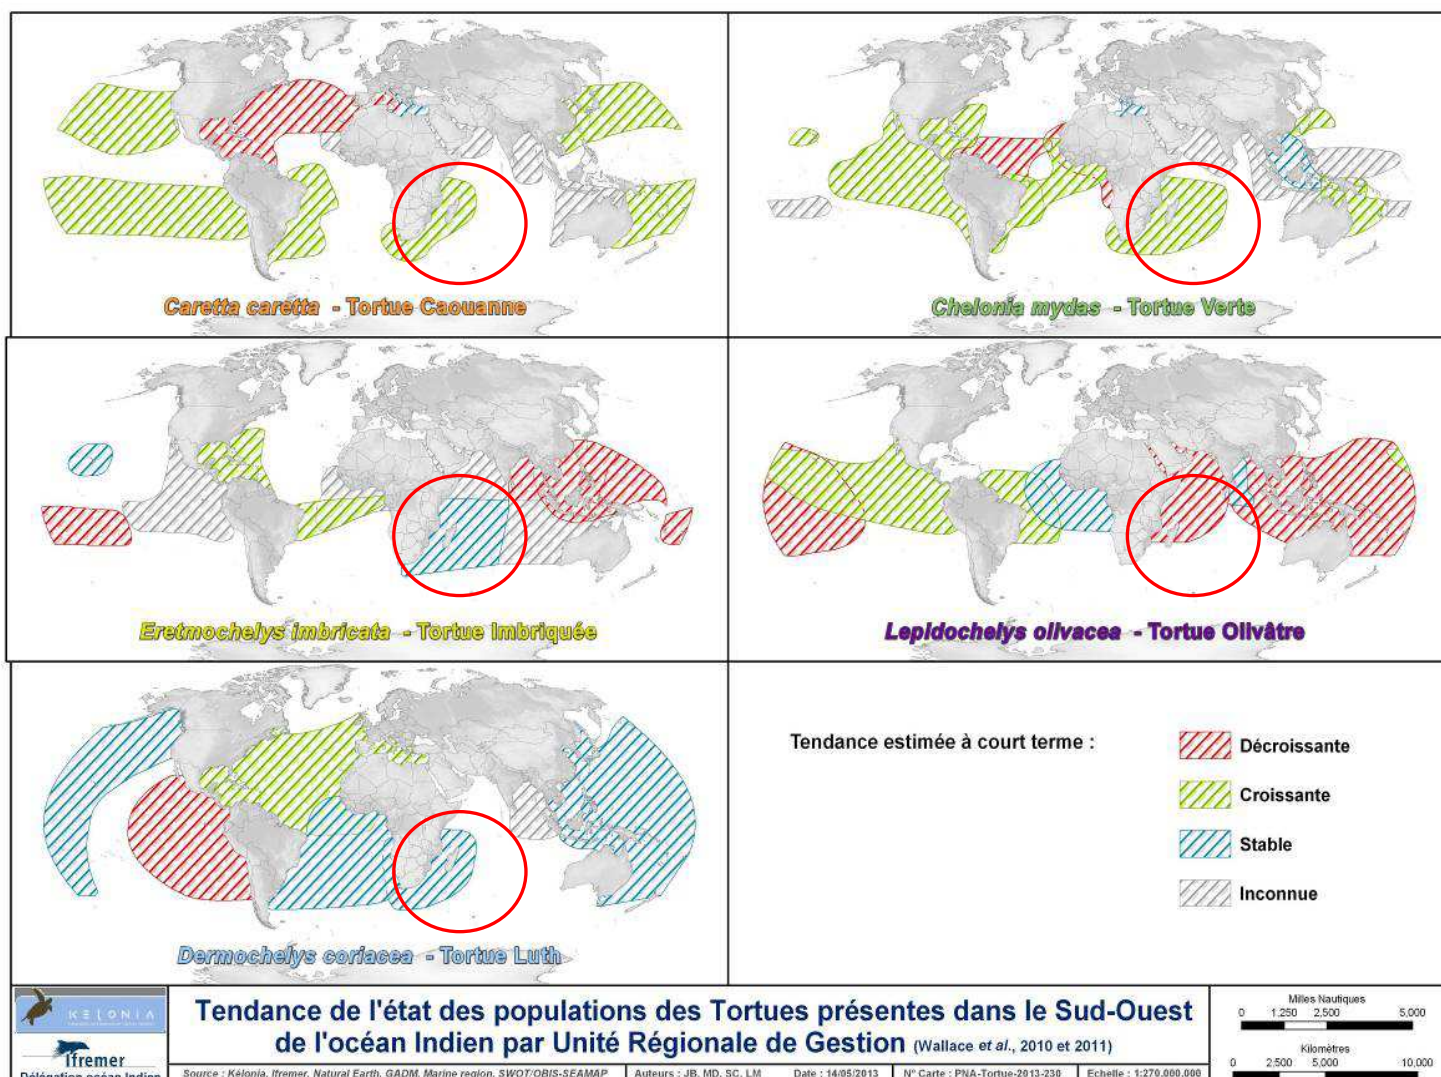 Caretta caretta - Tortue Caouanne
Chelonia mydas - Tortue Verte
Eretmochelys imbricata - Tortue Imbriquée
Lepidochelys olivacea - Tortue Olivâtre
Dermochelys coriacea - Tortue Luth
Tendance estimée à court terme :
Décroissante
Croissante
Stable
Inconnue
KELONIA
Ifremer
Délégation océan Indien
Tendance de l'état des populations des Tortues présentes dans le Sud-Ouest
de l'océan Indien par Unité Régionale de Gestion (Wallace et al., 2010 et 2011)
Source : Kélonia, Ifremer, Natural Earth, GADM, Marine region, SWOT/OBIS-SEAMAP
Auteurs : JB, MD, SC, LM
Date : 14/05/2013
N° Carte : PNA-Tortue-2013-230
Echelle : 1:270.000.000
Milles Nautiques
0 1,250 2,500 5,000
Kilomètres
0 2,500 5,000 10,000